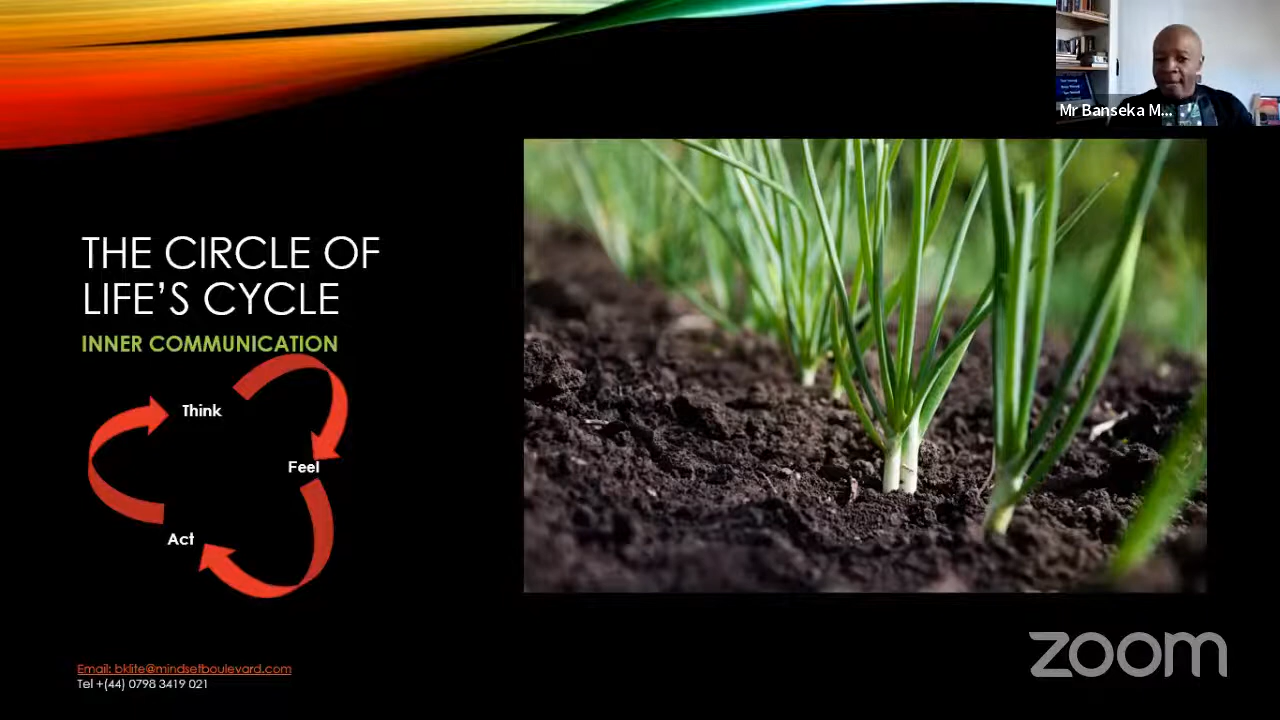 Mr Banseka M...
THE CIRCLE OF
LIFE'S CYCLE
INNER COMMUNICATION
Think
Feel
Act
Email: bklite@mindsetboulevard.com
Tel +(44) 0798 3419 021
zoom